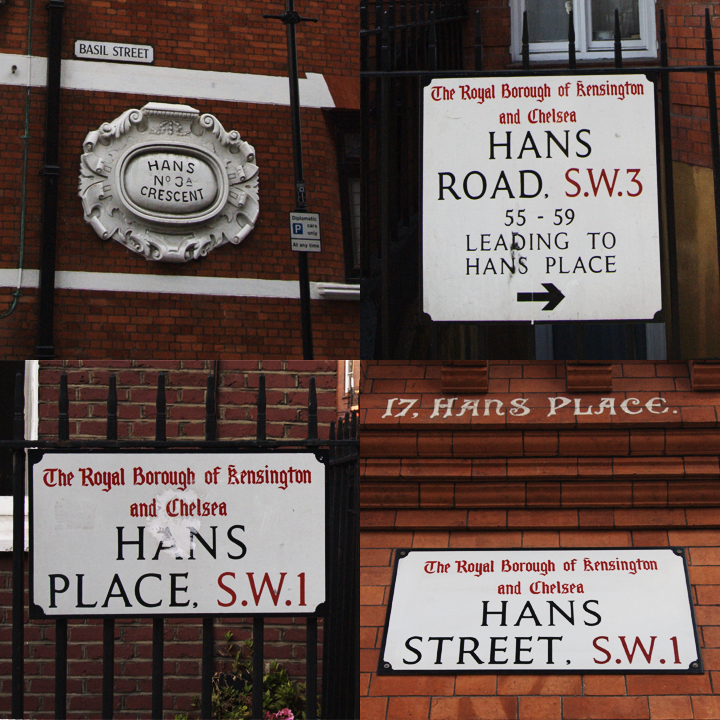 BASIL STREET
HANS
No 3A
CRESCENT
Diplomatic
cars
P only
At any time
The Royal Borough of Kensington
and Chelsea
HANS
ROAD, S.W.3
55 - 59
LEADING TO
HANS PLACE
The Royal Borough of Kensington
and Chelsea
HANS
PLACE, S.W.1
17, HANS PLACE.
The Royal Borough of Kensington
and Chelsea
HANS
STREET, S.W.1